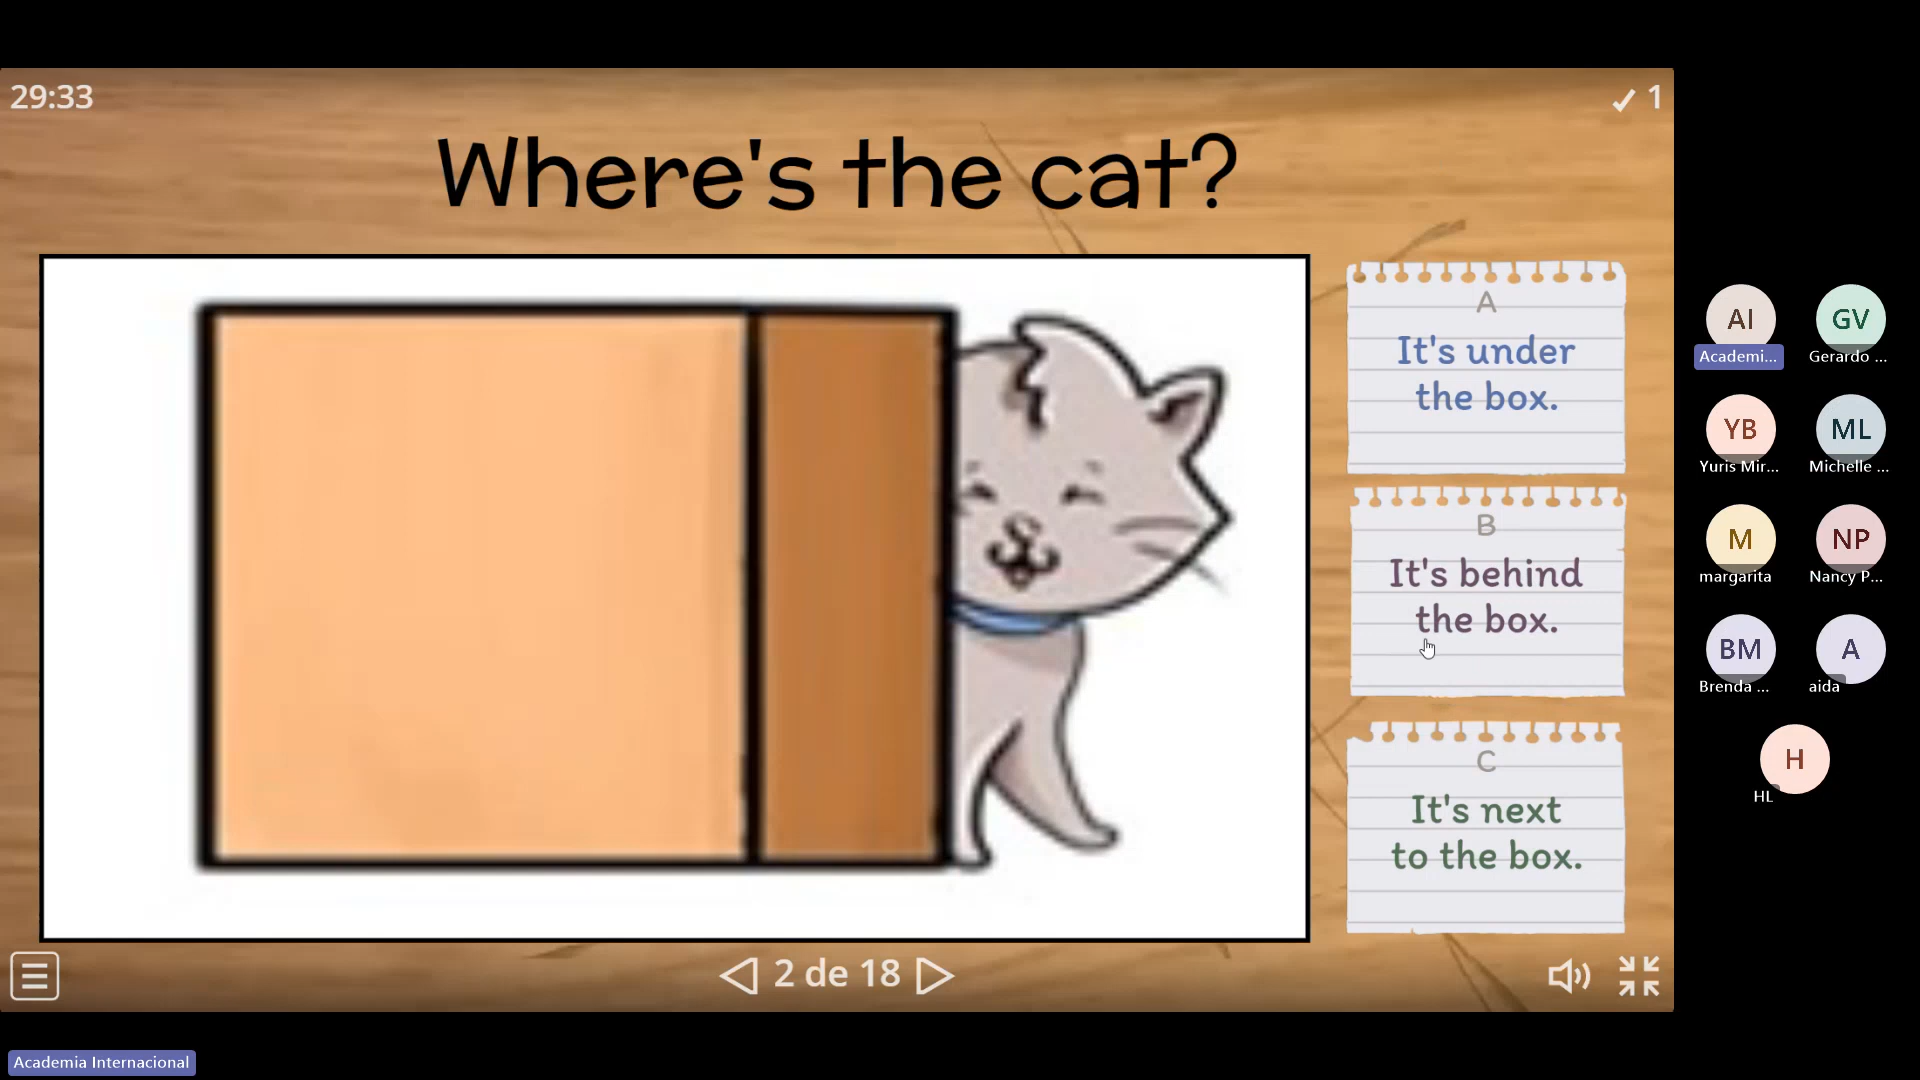 29:33
1
Where's the cat?
A
It's under
the box.
B
It's behind
the box.
C
It's next
to the box.
2 de 18
AI
Academi...
GV
Gerardo ...
YB
Yuris Mir...
ML
Michelle ...
M
margarita
NP
Nancy P...
BM
Brenda ...
A
aida
H
HL
Academia Internacional